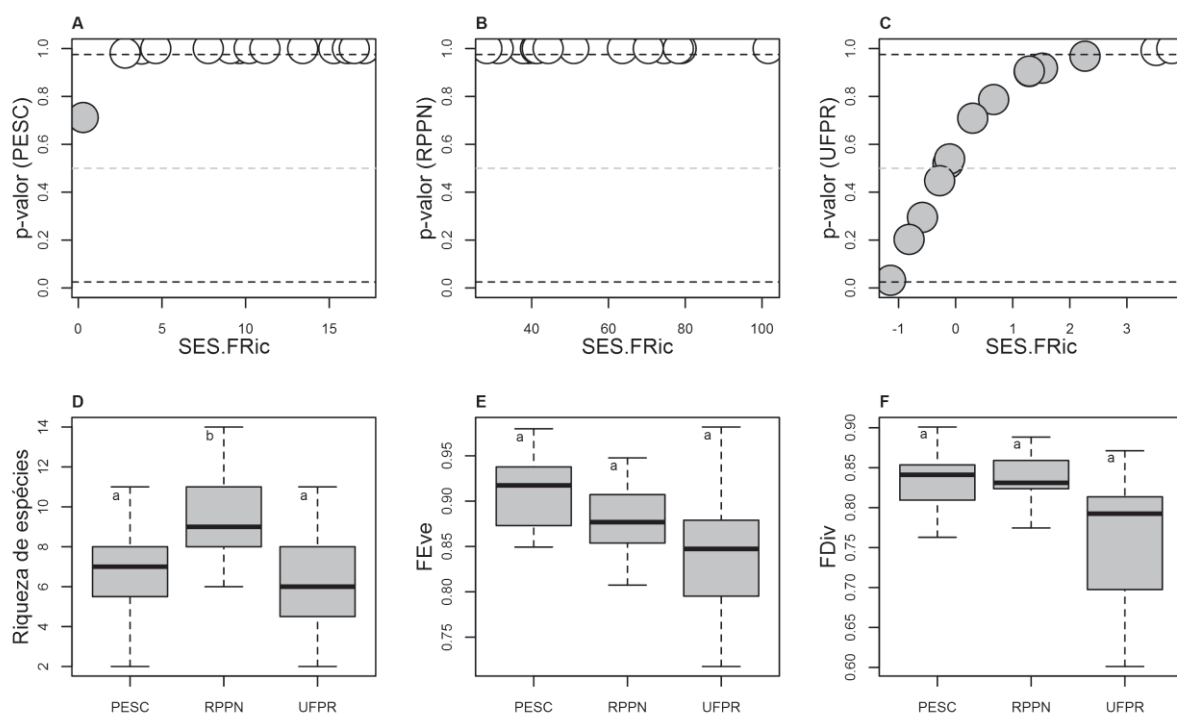 A
p-valor (PESC)
1.0
0.8
0.6
0.4
0.2
0.0
0 5 10 15
SES.FRic
B
p-valor (RPPN)
1.0
0.8
0.6
0.4
0.2
0.0
40 60 80 100
SES.FRic
C
p-valor (UFPR)
1.0
0.8
0.6
0.4
0.2
0.0
-1 0 1 2 3
SES.FRic
D
Riqueza de espécies
14
12
10
8
6
4
2
a b a
PESC RPPN UFPR
E
FEve
0.95
0.90
0.85
0.80
0.75
a a a
PESC RPPN UFPR
F
FDiv
0.90
0.85
0.80
0.75
0.70
0.65
0.60
a a a
PESC RPPN UFPR